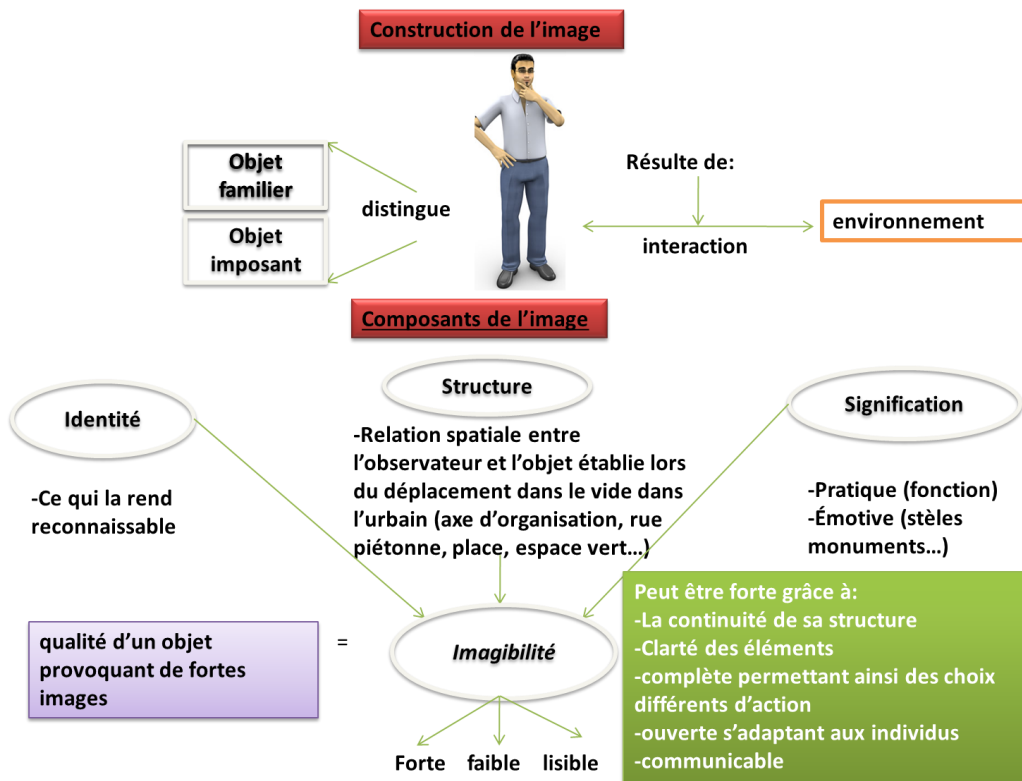 Construction de l’image
Objet
familier
Objet
imposant
distingue
Résulte de:
interaction
environnement
Composants de l’image
Identité
Structure
Signification
-Ce qui la rend
reconnaissable
-Relation spatiale entre
l’observateur et l’objet établie lors
du déplacement dans le vide dans
l’urbain (axe d’organisation, rue
piétonne, place, espace vert…)
-Pratique (fonction)
-Émotive (stèles
monuments…)
qualité d’un objet
provoquant de fortes
images
=
Imagibilité
Peut être forte grâce à:
-La continuité de sa structure
-Clarté des éléments
-complète permettant ainsi des choix
différents d’action
-ouverte s’adaptant aux individus
-communicable
Forte faible lisible